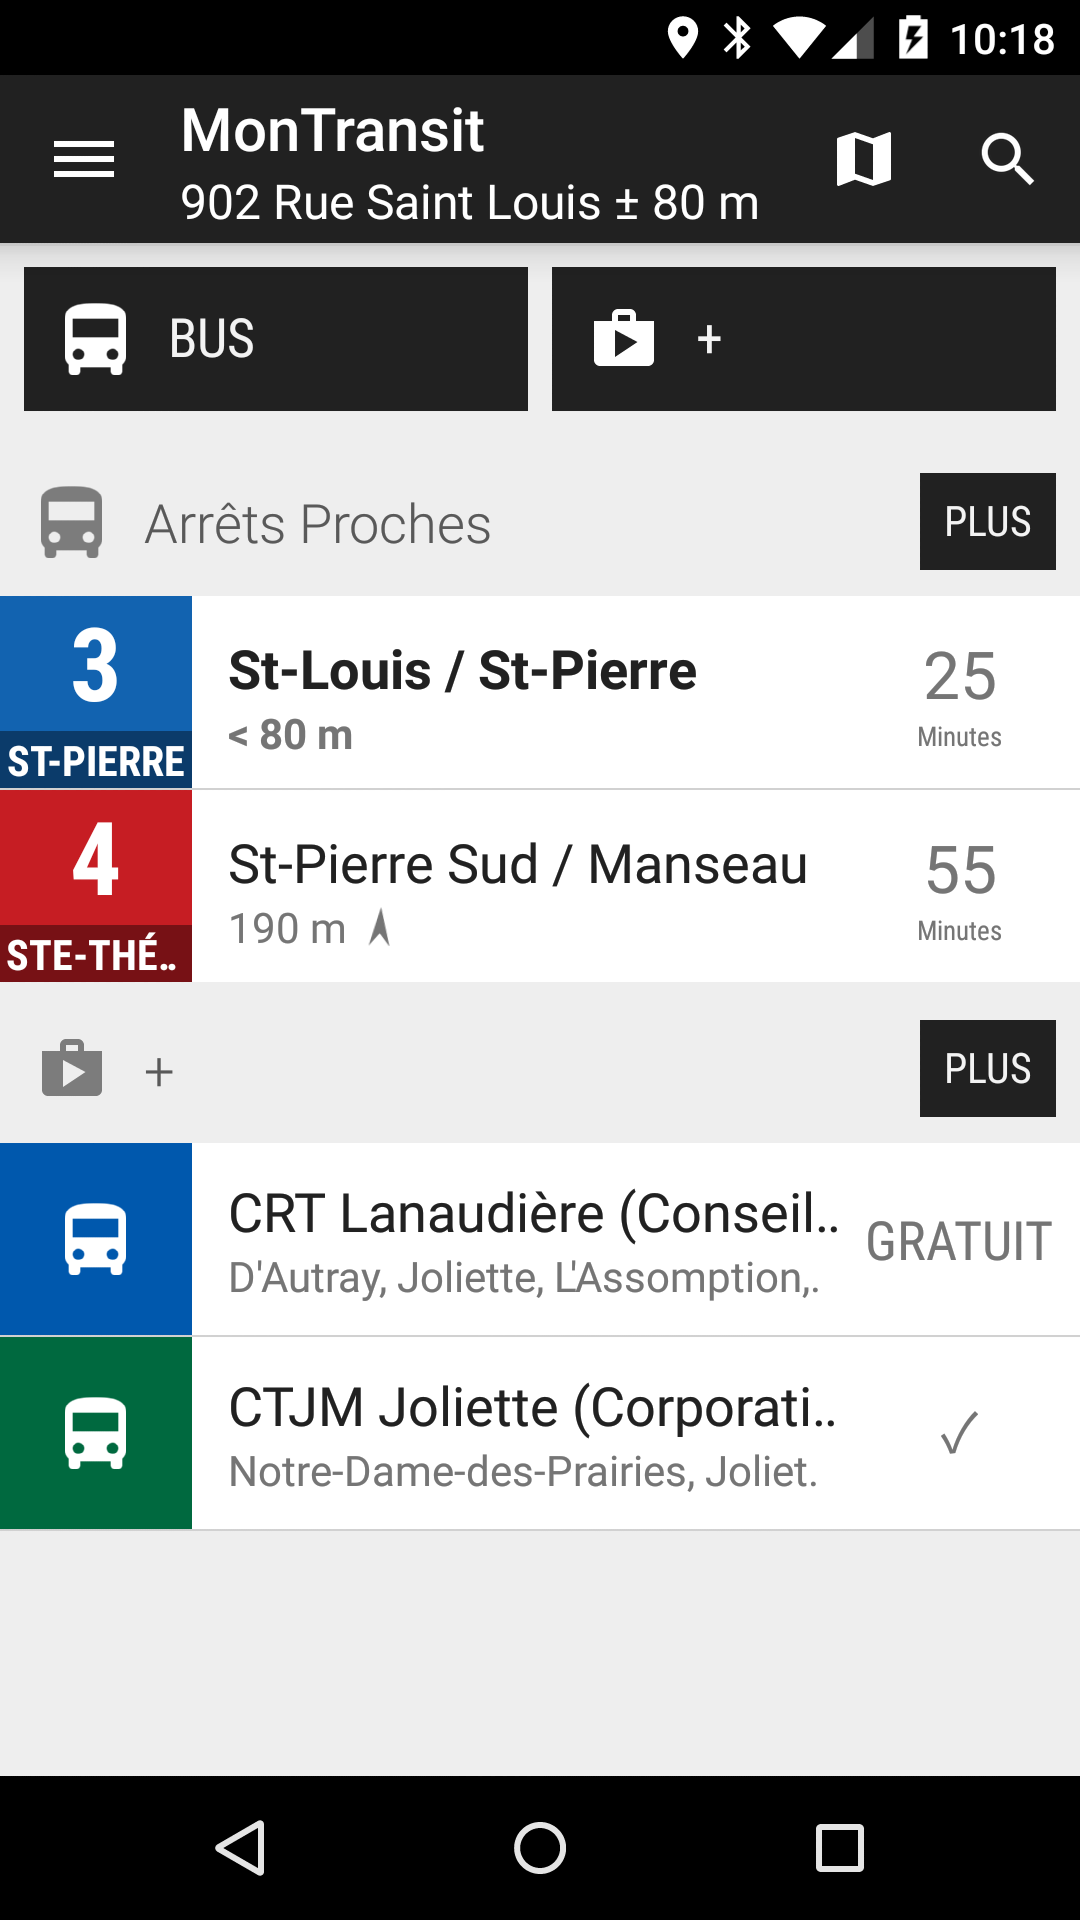 10:18
MonTransit
902 Rue Saint Louis ± 80 m
BUS
+
Arrêts Proches
PLUS
3
ST-PIERRE
St-Louis / St-Pierre
< 80 m
25
Minutes
4
STE-THÉ..
St-Pierre Sud / Manseau
190 m
55
Minutes
+
PLUS
CRT Lanaudière (Conseil..
D'Autray, Joliette, L'Assomption,.
GRATUIT
CTJM Joliette (Corporati..
Notre-Dame-des-Prairies, Joliet.
✓